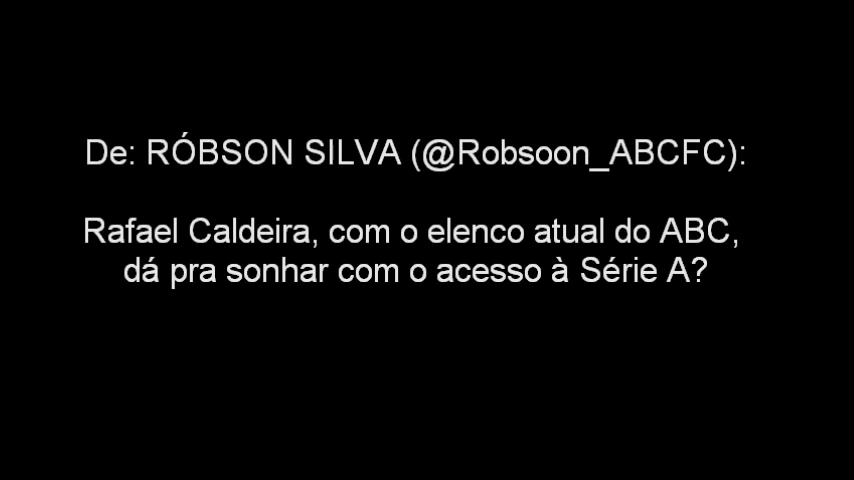 De: RÓBSON SILVA (@Robsoon_ABCFC):
Rafael Caldeira, com o elenco atual do ABC,
dá pra sonhar com o acesso à Série A?